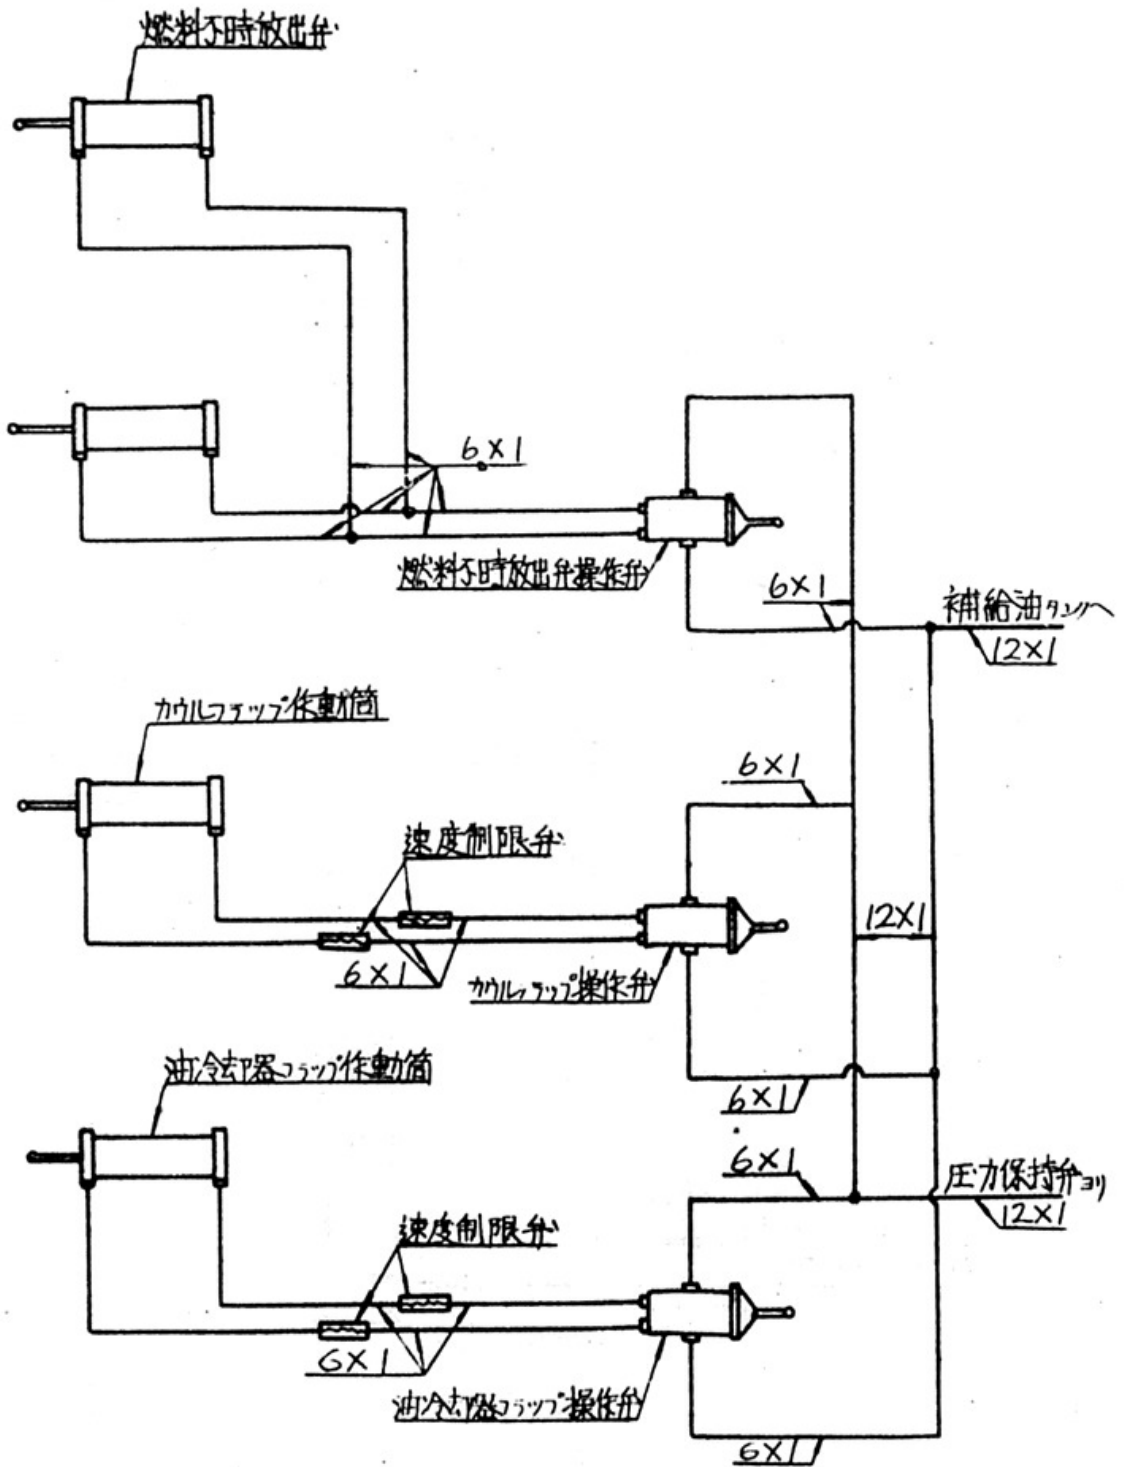 燃料不時放出弁
6×1
燃料不時放出弁操作弁
6×1
補給油タンクヘ
12×1
カウルフラップ作動筒
6×1
速度制限弁
12×1
6×1
カウルフラップ操作弁
油冷却器フラップ作動筒
6×1
6×1
圧力保持弁ヨリ
12×1
速度制限弁
6×1
油冷却器フラップ操作弁
6×1